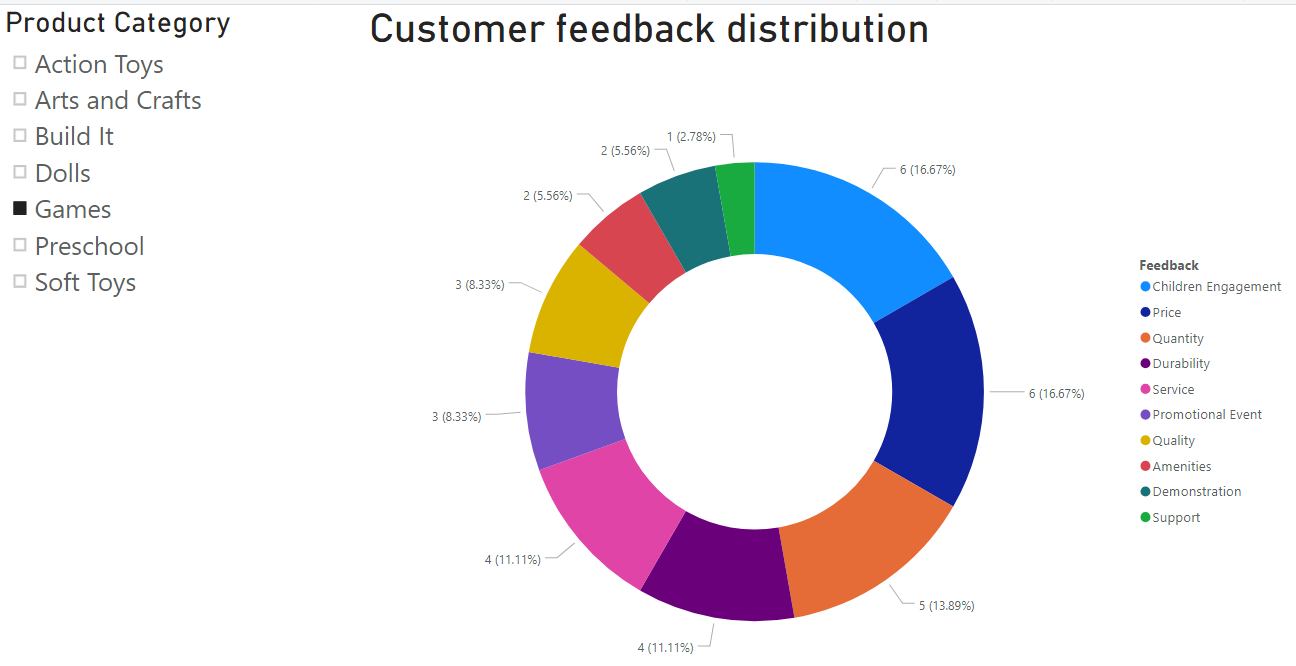 Product Category
Action Toys
Arts and Crafts
Build It
Dolls
Games
Preschool
Soft Toys
Customer feedback distribution
1 (2.78%)
2 (5.56%)
6 (16.67%)
2 (5.56%)
3 (8.33%)
6 (16.67%)
3 (8.33%)
4 (11.11%)
5 (13.89%)
4 (11.11%)
Feedback
Children Engagement
Price
Quantity
Durability
Service
Promotional Event
Quality
Amenities
Demonstration
Support